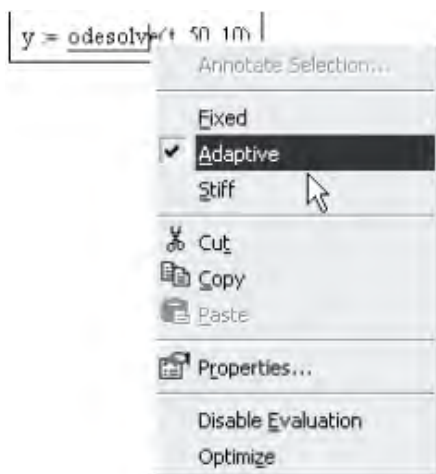 y = odesolve(t, 50, 10)
Annotate Selection...
Fixed
Adaptive
Stiff
Cut
Copy
Paste
Properties...
Disable Evaluation
Optimize